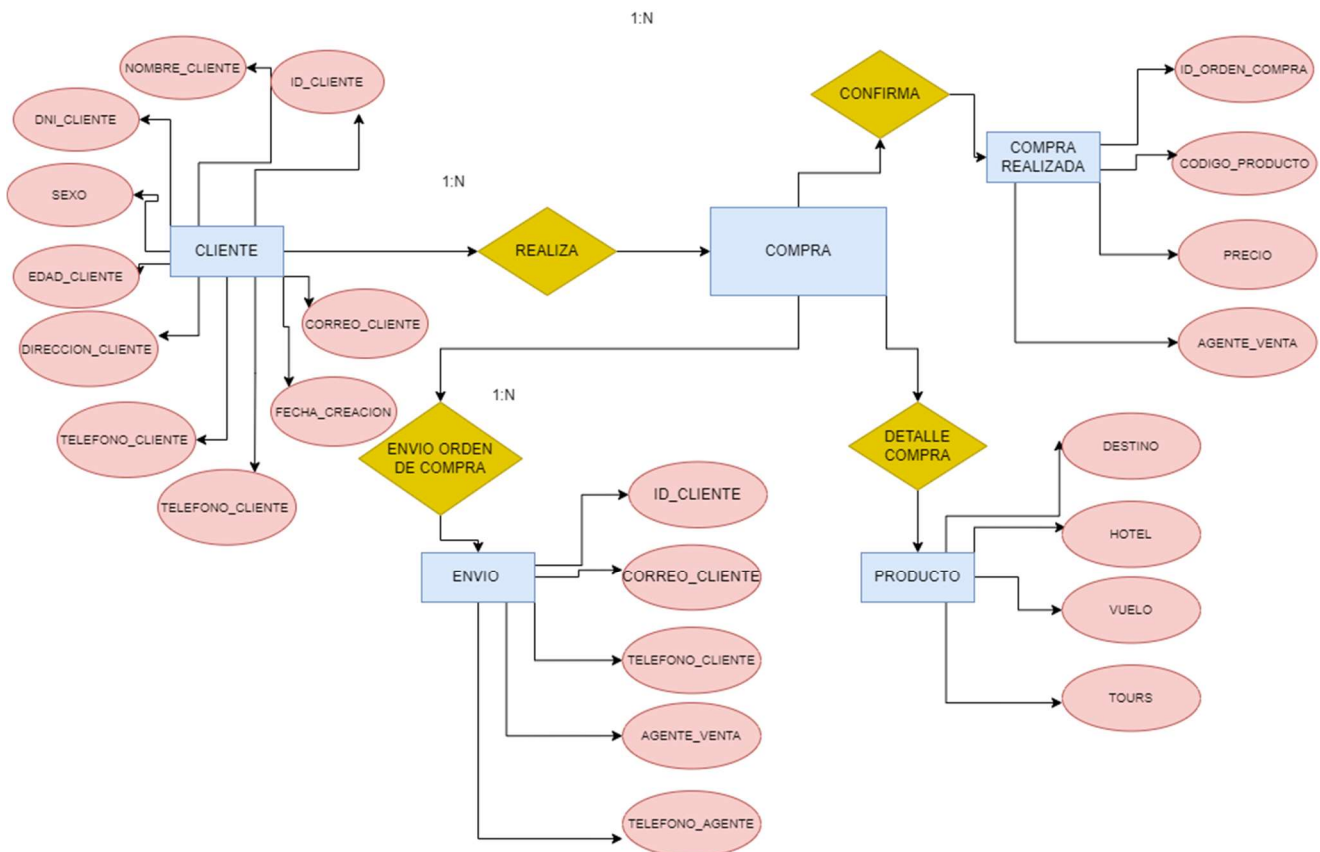 1:N
NOMBRE_CLIENTE
ID_CLIENTE
DNI_CLIENTE
SEXO
EDAD_CLIENTE
DIRECCION_CLIENTE
TELEFONO_CLIENTE
TELEFONO_CLIENTE
FECHA_CREACION
CORREO_CLIENTE
CLIENTE
1:N
REALIZA
COMPRA
CONFIRMA
COMPRA
REALIZADA
ID_ORDEN_COMPRA
CODIGO_PRODUCTO
PRECIO
AGENTE_VENTA
1:N
ENVIO ORDEN
DE COMPRA
ENVIO
ID_CLIENTE
CORREO_CLIENTE
TELEFONO_CLIENTE
AGENTE_VENTA
TELEFONO_AGENTE
DETALLE
COMPRA
PRODUCTO
DESTINO
HOTEL
VUELO
TOURS